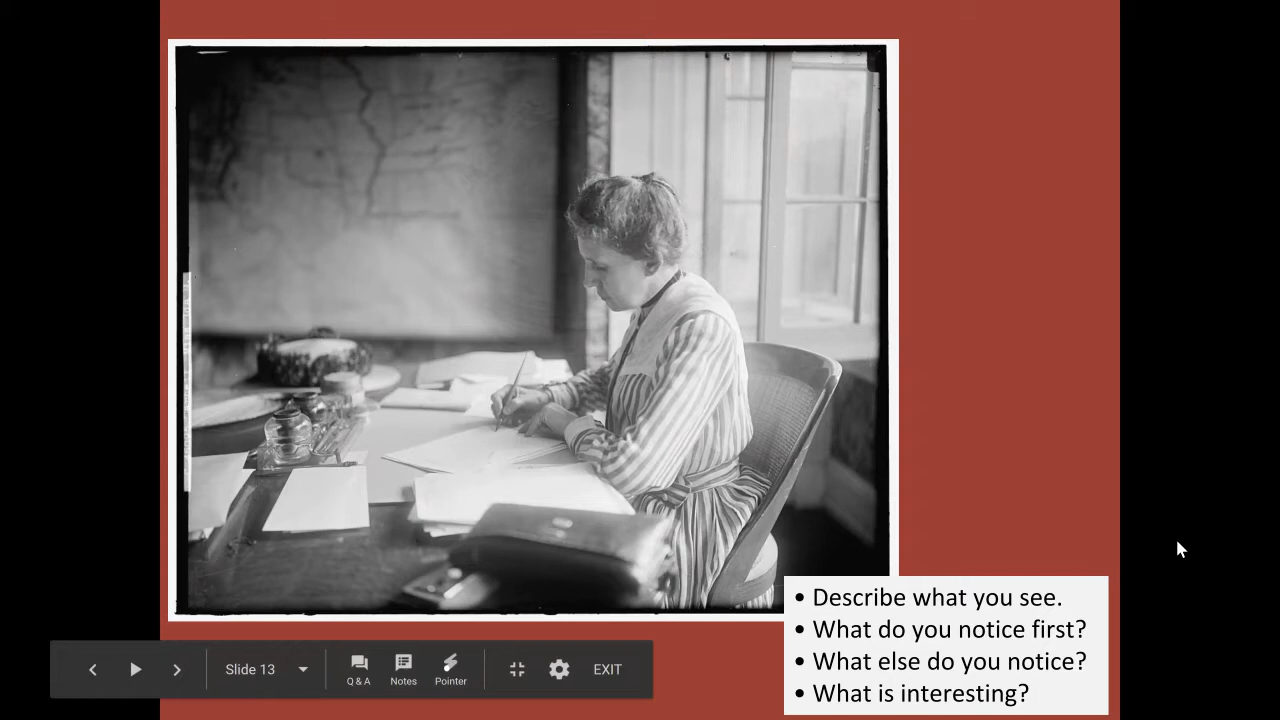 • Describe what you see.
• What do you notice first?
• What else do you notice?
• What is interesting?
Slide 13
Q & A
Notes
Pointer
EXIT